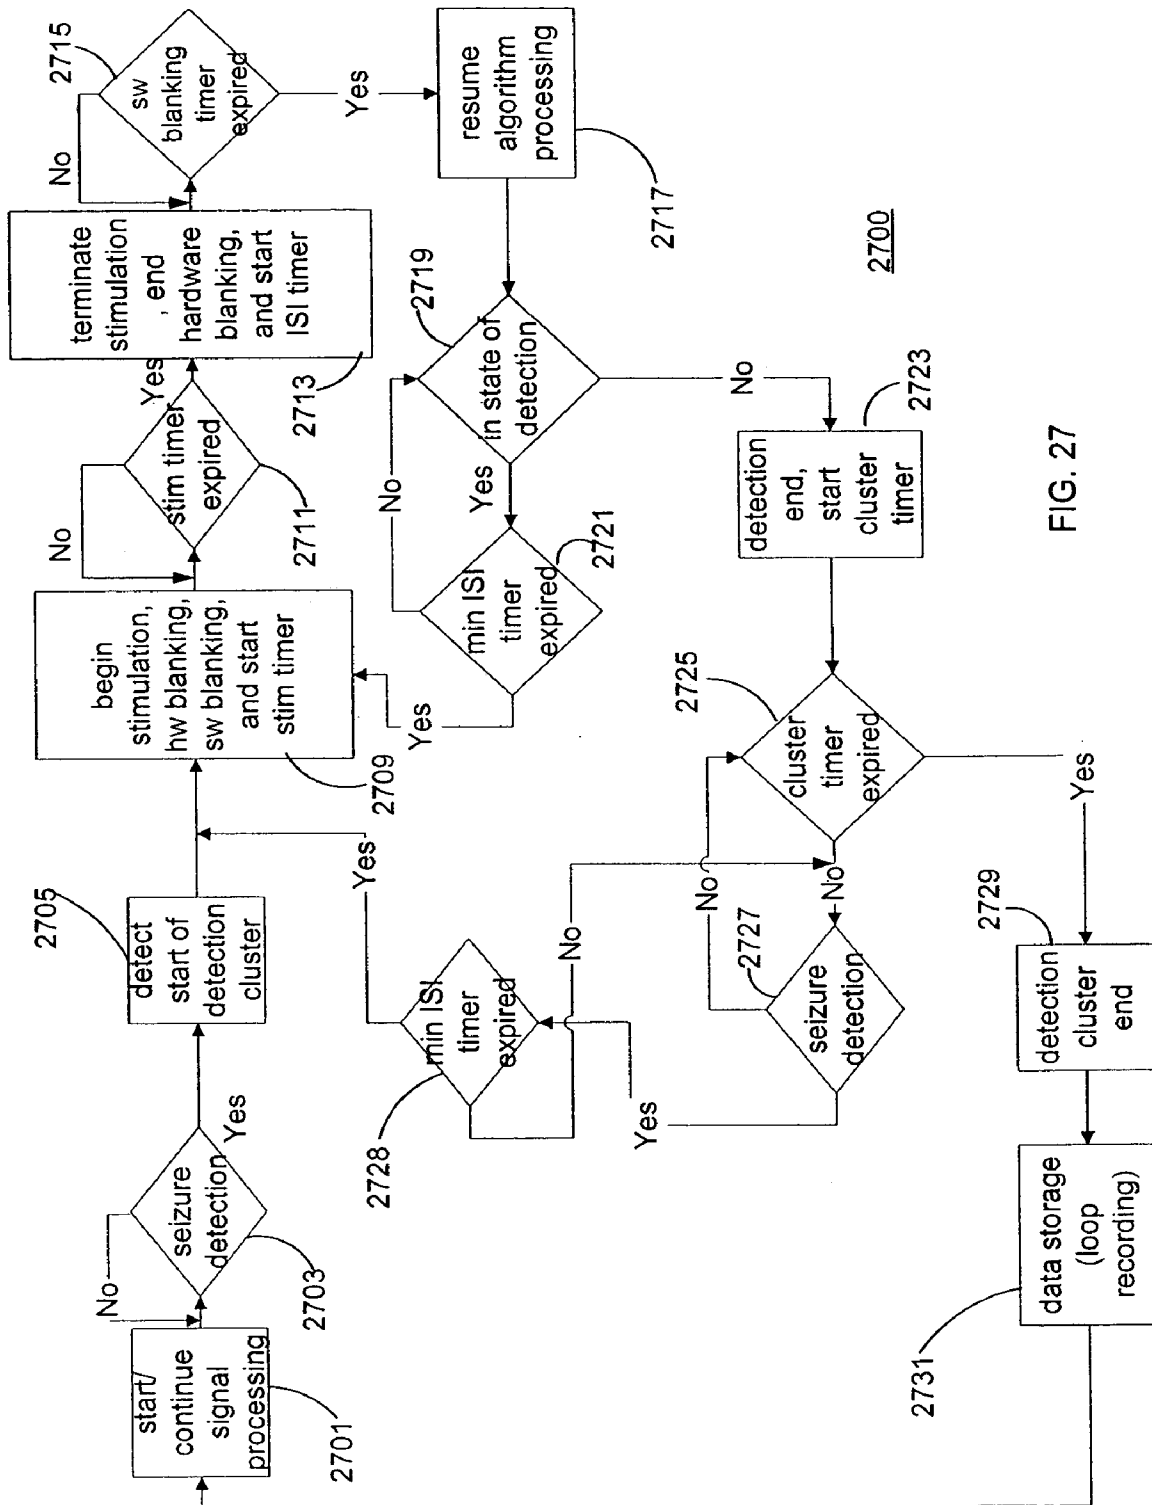 start/
continue
signal
processing
2701
No
seizure
detection
2703
Yes
detect
start of
detection
cluster
2705
begin
stimulation,
hw blanking,
sw blanking,
and start
stim timer
2709
No
stim timer
expired
2711
Yes
terminate
stimulation
, end
hardware
blanking,
and start
ISI timer
2713
No
sw
blanking
timer
expired
2715
Yes
resume
algorithm
processing
2717
in state of
detection
2719
Yes
No
min ISI
timer
expired
2721
No
Yes
detection
end,
start
cluster
timer
2723
cluster
timer
expired
2725
No
Yes
seizure
detection
2727
No
Yes
min ISI
timer
expired
2728
Yes
No
detection
cluster
end
2729
data storage
(loop
recording)
2731
2700
FIG. 27